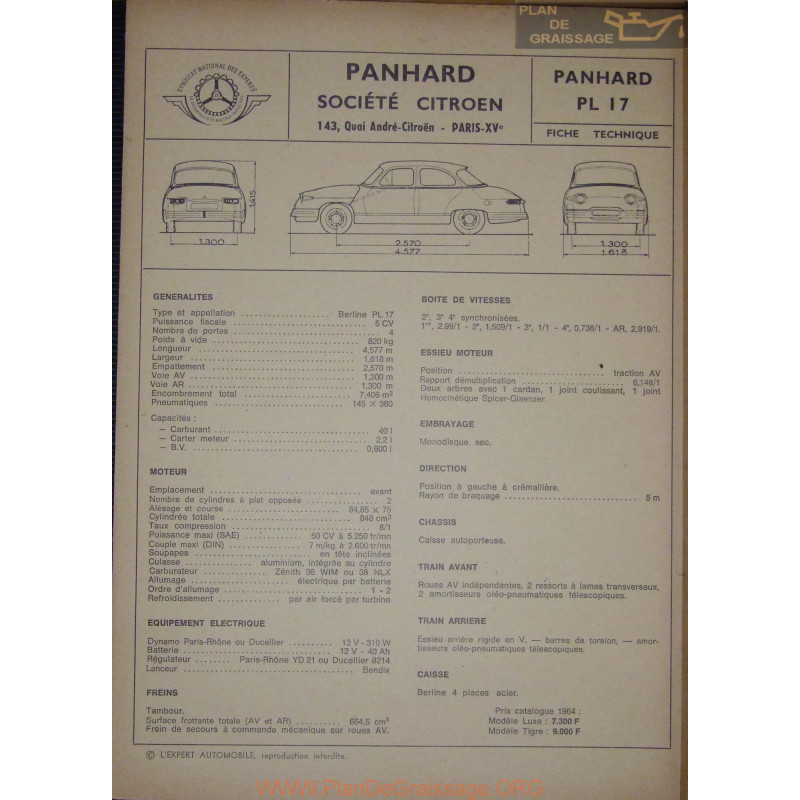 PLAN
DE
GRAISSAGE
SYNDICAT NATIONAL DES EXPERTS
PANHARD
SOCIÉTÉ CITROEN
143, Quai André-Citroën - PARIS-XVe
PANHARD
PL 17
FICHE TECHNIQUE
1.415
1.300
2.570
4.577
1.300
1.618
GENERALITES
Type et appellation .................. Berline PL 17
Puissance fiscale .................. 5 CV
Nombre de portes .................. 4
Poids à vide .................. 820 kg
Longueur .................. 4,577 m
Largeur .................. 1,618 m
Empattement .................. 2,570 m
Voie AV .................. 1,300 m
Voie AR .................. 1,300 m
Encombrement total .................. 7,406 m³
Pneumatiques .................. 145 × 380
Capacités :
— Carburant .................. 40 l
— Carter moteur .................. 2,2 l
— B.V. .................. 0,800 l
MOTEUR
Emplacement .................. avant
Nombre de cylindres à plat opposés .................. 2
Alésage et course .................. 84,85 × 75
Cylindrée totale .................. 848 cm³
Taux compression .................. 8/1
Puissance maxi (SAE) .......... 50 CV à 5.250 tr/mn
Couple maxi (DIN) .......... 7 m/kg à 2.600 tr/mn
Soupapes .................. en tête inclinées
Culasse .......... aluminium, intégrée au cylindre
Carburateur .......... Zénith 36 WIM ou 38 NLX
Allumage .................. électrique par batterie
Ordre d'allumage .................. 1 - 2
Refroidissement .......... par air forcé par turbine
EQUIPEMENT ELECTRIQUE
Dynamo Paris-Rhône ou Ducellier .......... 12 V - 310 W
Batterie .................. 12 V - 40 Ah
Régulateur ........ Paris-Rhône YD 21 ou Ducellier 8214
Lanceur .................. Bendix
FREINS
Tambour.
Surface frottante totale (AV et AR) .......... 664,5 cm²
Frein de secours à commande mécanique sur roues AV.
BOITE DE VITESSES
2°, 3° 4° synchronisées.
1re, 2,99/1 - 2°, 1,509/1 - 3°, 1/1 - 4°, 0,736/1 - AR, 2,919/1.
ESSIEU MOTEUR
Position .................. traction AV
Rapport démultiplication .................. 6,148/1
Deux arbres avec 1 cardan, 1 joint coulissant, 1 joint
Homocinétique Spicer-Glaenzer.
EMBRAYAGE
Monodisque sec.
DIRECTION
Position à gauche à crémaillère.
Rayon de braquage .................. 5 m
CHASSIS
Caisse autoporteuse.
TRAIN AVANT
Roues AV indépendantes, 2 ressorts à lames transversaux,
2 amortisseurs oléo-pneumatiques télescopiques.
TRAIN ARRIERE
Essieu arrière rigide en V, — barres de torsion, — amor-
tisseurs oléo-pneumatiques télescopiques.
CAISSE
Berline 4 places acier.
Prix catalogue 1964 :
Modèle Luxe : 7.300 F
Modèle Tigre : 9.000 F
© L'EXPERT AUTOMOBILE, reproduction interdite.
www.PlanDeGraissage.ORG